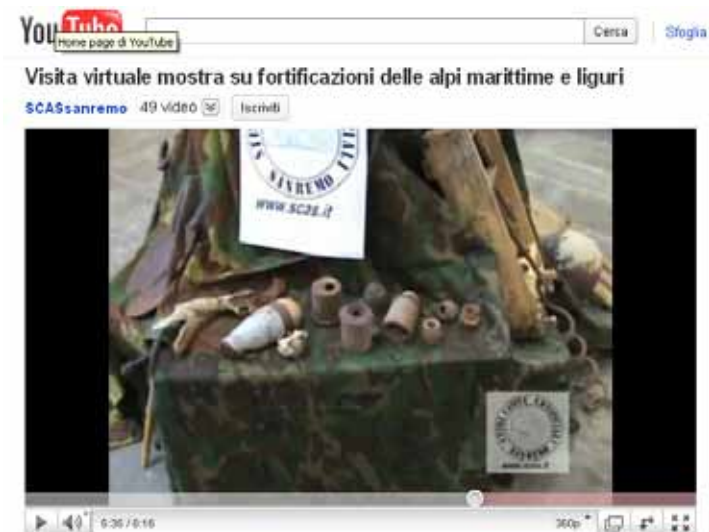 YouTube
Home page di YouTube
Cerca
Sfoglia
Visita virtuale mostra su fortificazioni delle alpi marittime e liguri
SCASsanremo 49 video Iscriviti
SANREMO
www.scas.it
360p